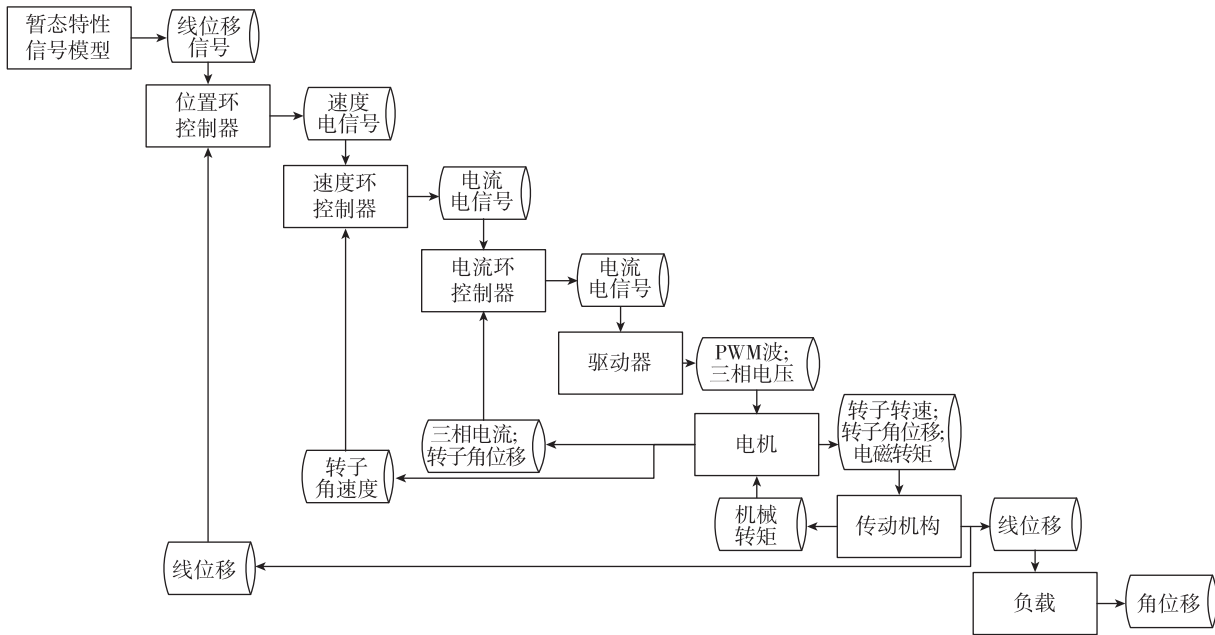 暂态特性
信号模型
线位移
信号
位置环
控制器
速度
电信号
速度环
控制器
电流
电信号
电流环
控制器
电流
电信号
驱动器
PWM波;
三相电压
三相电流;
转子角位移
电机
转子转速;
转子角位移;
电磁转矩
转子
角速度
机械
转矩
传动机构
线位移
线位移
负载
角位移